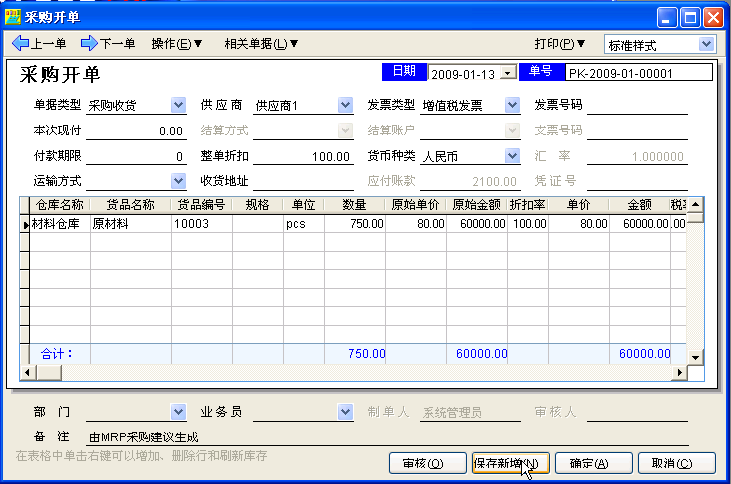 采购开单
上一单 下一单 操作(E)▼ 相关单据(L)▼ 打印(P)▼ 标准样式
采购开单 日期 2009-01-13 单号 PK-2009-01-00001
单据类型 采购收货 供应商 供应商1 发票类型 增值税发票 发票号码
本次现付 0.00 结算方式 结算账户 支票号码
付款期限 0 整单折扣 100.00 货币种类 人民币 汇率 1.000000
运输方式 收货地址 应付账款 2100.00 凭证号
仓库名称 货品名称 货品编号 规格 单位 数量 原始单价 原始金额 折扣率 单价 金额 税率
材料仓库 原材料 10003 pcs 750.00 80.00 60000.00 100.00 80.00 60000.00 .00
合计： 750.00 60000.00 60000.00
部门 业务员 制单人 系统管理员 审核人
备注 由MRP采购建议生成
在表格中单击右键可以增加、删除行和刷新库存
审核(O) 保存新增(N) 确定(A) 取消(C)